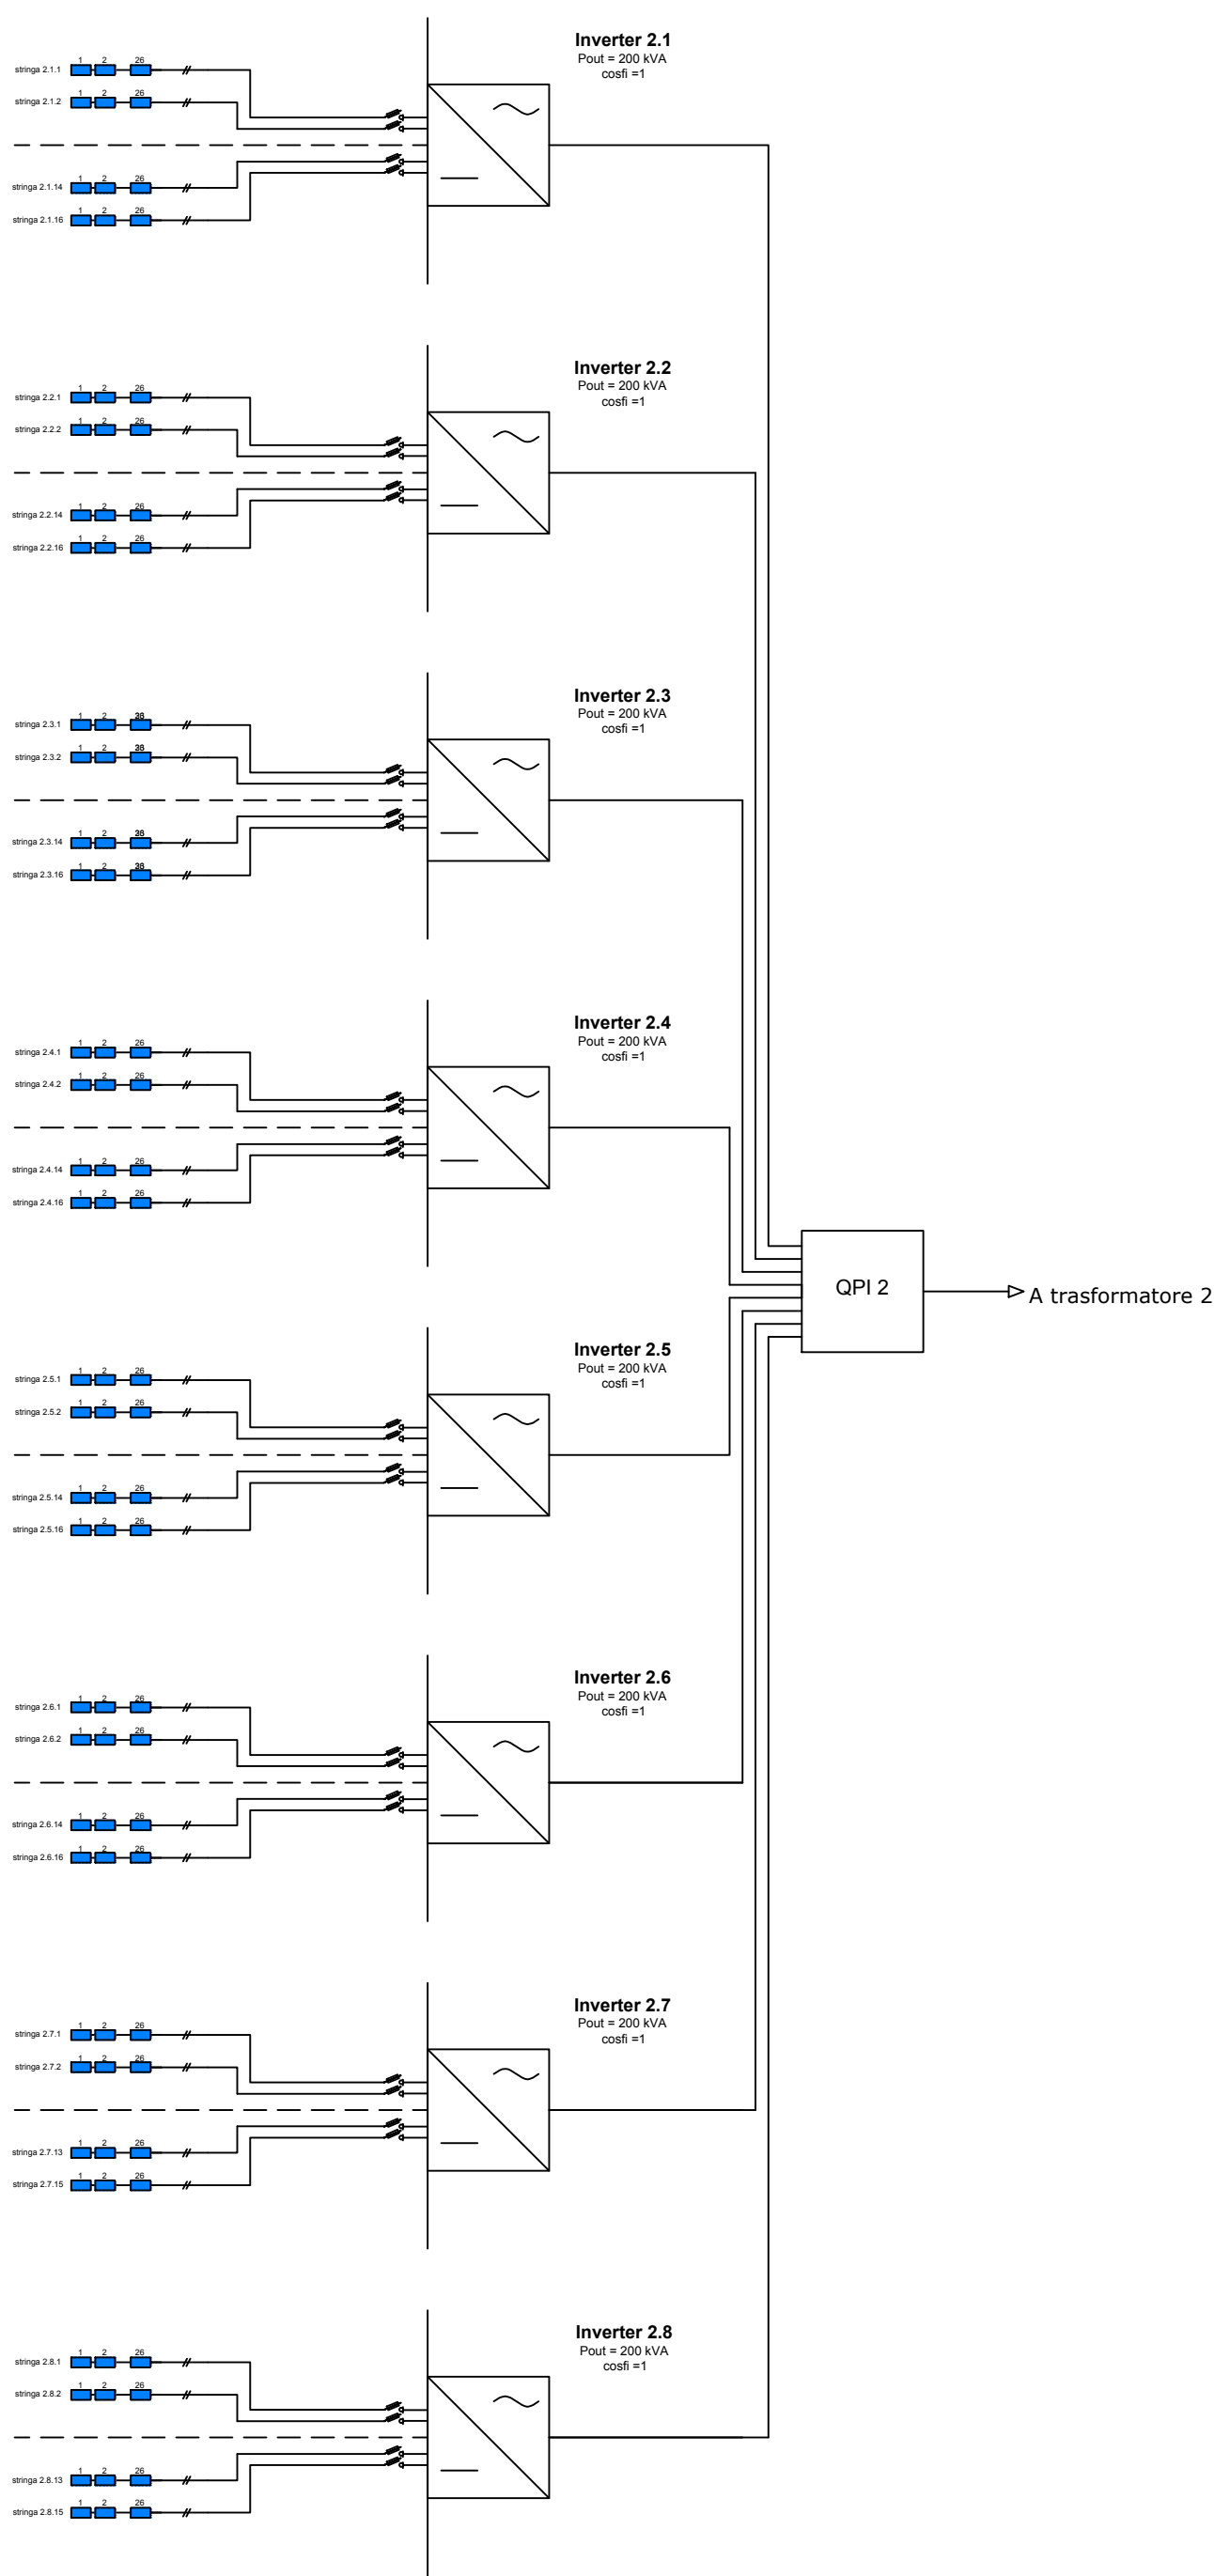 Inverter 2.1
Pout = 200 kVA
cosfi =1
1 2 26
stringa 2.1.1
1 2 26
stringa 2.1.2
1 2 26
stringa 2.1.14
1 2 26
stringa 2.1.16
Inverter 2.2
Pout = 200 kVA
cosfi =1
1 2 26
stringa 2.2.1
1 2 26
stringa 2.2.2
1 2 26
stringa 2.2.14
1 2 26
stringa 2.2.16
Inverter 2.3
Pout = 200 kVA
cosfi =1
1 2
stringa 2.3.1
1 2
stringa 2.3.2
1 2
stringa 2.3.14
1 2
stringa 2.3.16
Inverter 2.4
Pout = 200 kVA
cosfi =1
1 2 26
stringa 2.4.1
1 2 26
stringa 2.4.2
1 2 26
stringa 2.4.14
1 2 26
stringa 2.4.16
QPI 2
A trasformatore 2
Inverter 2.5
Pout = 200 kVA
cosfi =1
1 2 26
stringa 2.5.1
1 2 26
stringa 2.5.2
1 2 26
stringa 2.5.14
1 2 26
stringa 2.5.16
Inverter 2.6
Pout = 200 kVA
cosfi =1
1 2 26
stringa 2.6.1
1 2 26
stringa 2.6.2
1 2 26
stringa 2.6.14
1 2 26
stringa 2.6.16
Inverter 2.7
Pout = 200 kVA
cosfi =1
1 2 26
stringa 2.7.1
1 2 26
stringa 2.7.2
1 2 26
stringa 2.7.13
1 2 26
stringa 2.7.15
Inverter 2.8
Pout = 200 kVA
cosfi =1
1 2 26
stringa 2.8.1
1 2 26
stringa 2.8.2
1 2 26
stringa 2.8.13
1 2 26
stringa 2.8.15